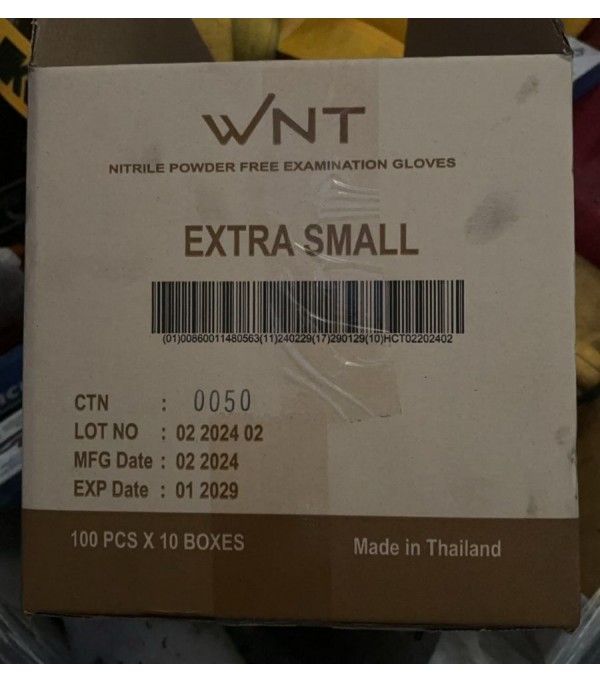 WNT
NITRILE POWDER FREE EXAMINATION GLOVES
EXTRA SMALL
(01)00860011480563(11)240229(17)290129(10)HCT02202402
CTN : 0050
LOT NO : 02 2024 02
MFG Date : 02 2024
EXP Date : 01 2029
100 PCS X 10 BOXES
Made in Thailand